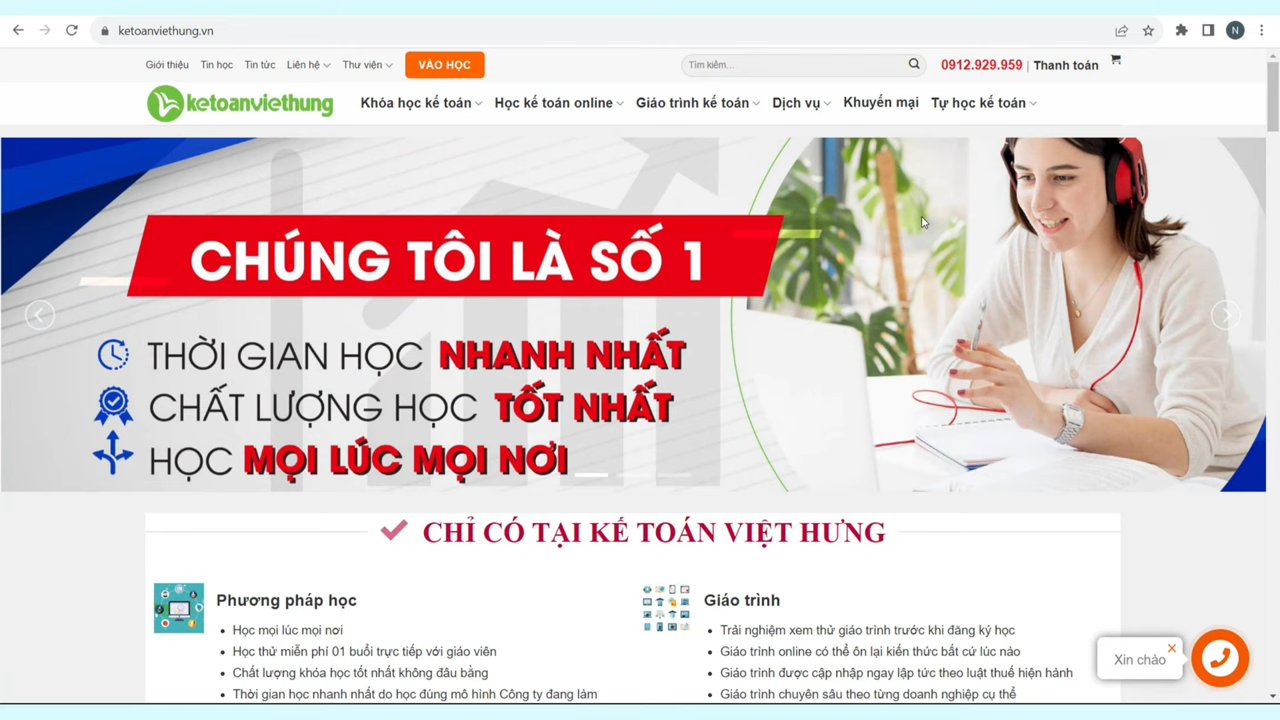 ketoanviethung.vn
N
Giới thiệu Tin học Tin tức Liên hệ Thư viện VÀO HỌC Tìm kiếm... 0912.929.959 | Thanh toán
ketoanviethung Khóa học kế toán Học kế toán online Giáo trình kế toán Dịch vụ Khuyến mại Tự học kế toán
CHÚNG TÔI LÀ SỐ 1
THỜI GIAN HỌC NHANH NHẤT
CHẤT LƯỢNG HỌC TỐT NHẤT
HỌC MỌI LÚC MỌI NƠI
CHỈ CÓ TẠI KẾ TOÁN VIỆT HƯNG
Phương pháp học
Học mọi lúc mọi nơi
Học thử miễn phí 01 buổi trực tiếp với giáo viên
Chất lượng khóa học tốt nhất không đâu bằng
Thời gian học nhanh nhất do học đúng mô hình Công ty đang làm
Giáo trình
Trải nghiệm xem thử giáo trình trước khi đăng ký học
Giáo trình online có thể ôn lại kiến thức bất cứ lúc nào
Giáo trình được cập nhập ngay lập tức theo luật thuế hiện hành
Giáo trình chuyên sâu theo từng doanh nghiệp cụ thể
Xin chào